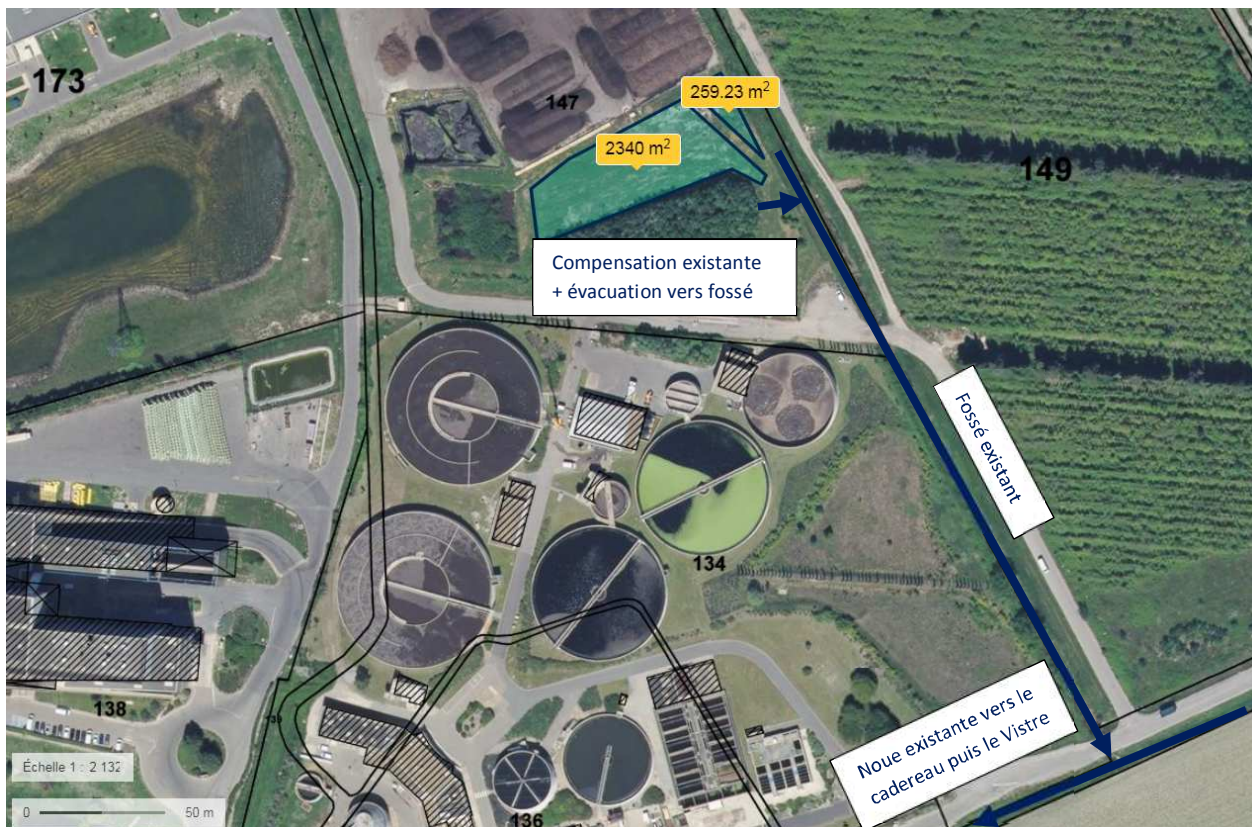 173
147
259.23 m²
2340 m²
149
Compensation existante
+ évacuation vers fossé
Fossé existant
134
138
Noue existante vers le
cadereau puis le Vistre
Échelle 1 : 2 132
0 50 m
136